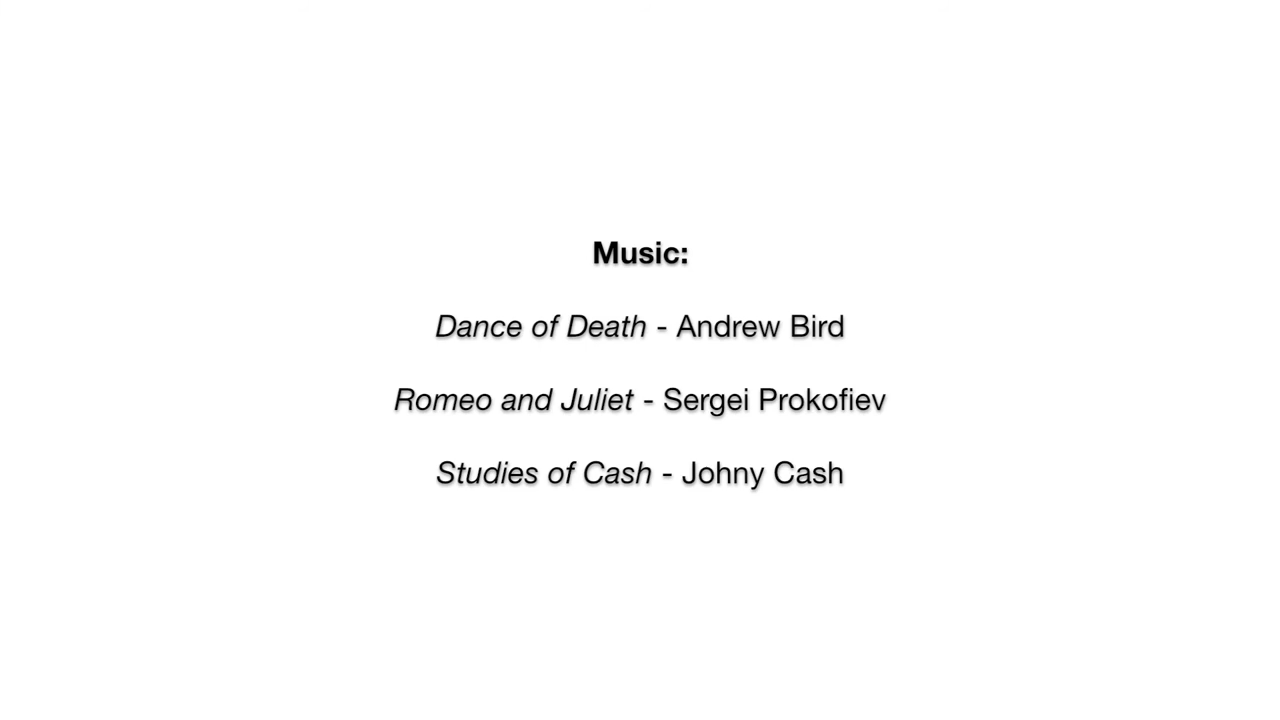 Music:
Dance of Death - Andrew Bird
Romeo and Juliet - Sergei Prokofiev
Studies of Cash - Johny Cash